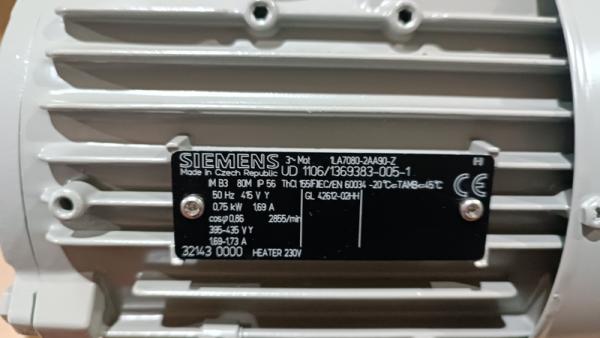 SIEMENS 3~Mot 1LA7080-2AA90-Z
Made in Czech Republic UD 1106/1369383-005-1
IM B3 80M IP 56 ThCl 155(F) IEC/EN 60034 -20°C<=TAMB<=45°C
50 Hz 415 V Y GL 42612-02HH
0,75 kW 1.69 A
cosφ 0,86 2855/min
395-435 V Y
1.69-1.73 A
32143 0000 HEATER 230V
CE